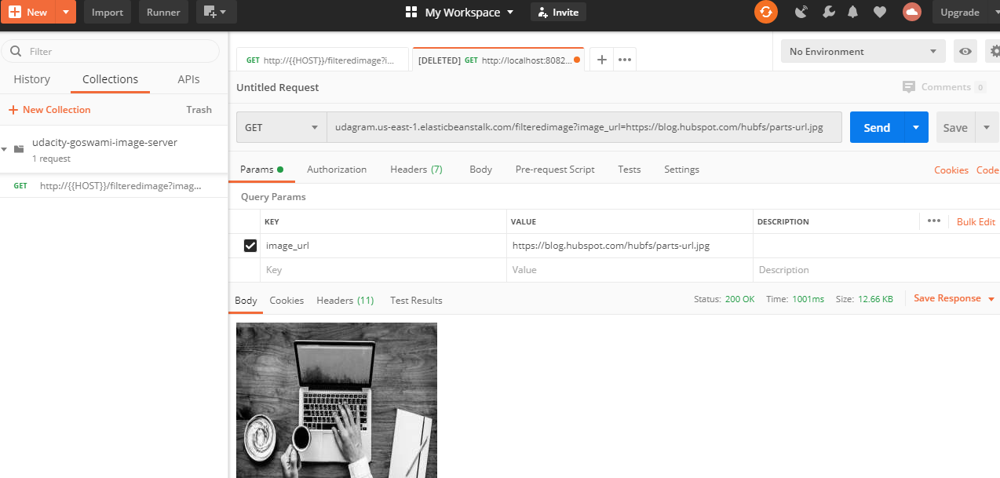 New
Import
Runner
My Workspace
Invite
Upgrade
Filter
History
Collections
APIs
New Collection
Trash
udacity-goswami-image-server
1 request
GET http://{{HOST}}/filteredimage?imag...
GET http://{{HOST}}/filteredimage?i...
[DELETED] GET http://localhost:8082...
No Environment
Untitled Request
Comments 0
GET
udagram.us-east-1.elasticbeanstalk.com/filteredimage?image_url=https://blog.hubspot.com/hubfs/parts-url.jpg
Send
Save
Params
Authorization
Headers (7)
Body
Pre-request Script
Tests
Settings
Cookies
Code
Query Params
KEY
VALUE
DESCRIPTION
Bulk Edit
image_url
https://blog.hubspot.com/hubfs/parts-url.jpg
Key
Value
Description
Body
Cookies
Headers (11)
Test Results
Status: 200 OK
Time: 1001ms
Size: 12.66 KB
Save Response